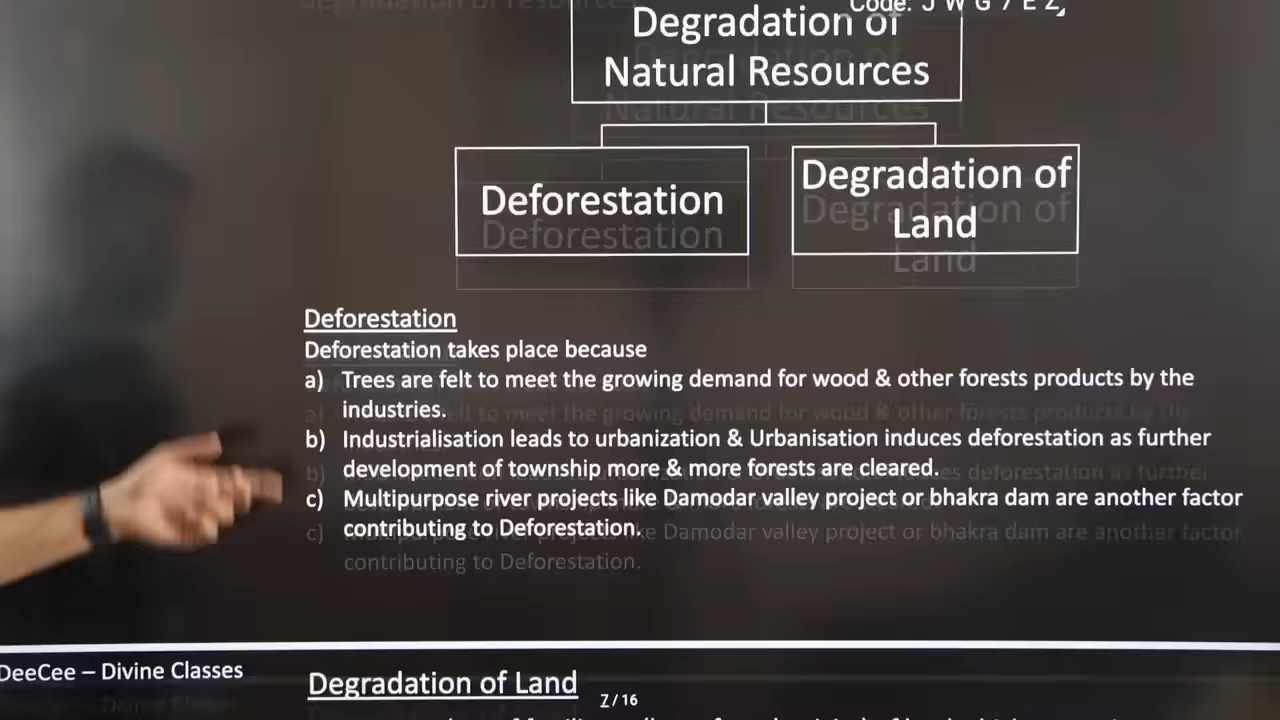 Code: J W G 7 E Z
Degradation of
Natural Resources
Deforestation
Degradation of
Land
Deforestation
Deforestation takes place because
a) Trees are felt to meet the growing demand for wood & other forests products by the
industries.
b) Industrialisation leads to urbanization & Urbanisation induces deforestation as further
development of township more & more forests are cleared.
c) Multipurpose river projects like Damodar valley project or bhakra dam are another factor
contributing to Deforestation.
DeeCee – Divine Classes
Degradation of Land
7/16